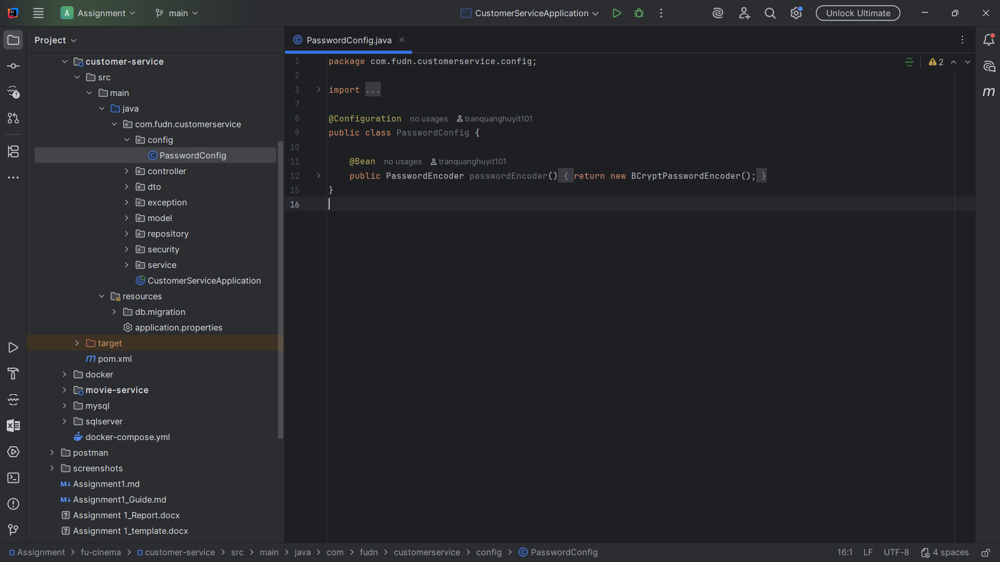 A Assignment main CustomerServiceApplication Unlock Ultimate
Project
customer-service
src
main
java
com.fudn.customerservice
config
PasswordConfig
controller
dto
exception
model
repository
security
service
CustomerServiceApplication
resources
db.migration
application.properties
target
m pom.xml
docker
movie-service
mysql
sqlserver
docker-compose.yml
postman
screenshots
M↓ Assignment1.md
M↓ Assignment1_Guide.md
? Assignment 1_Report.docx
? Assignment 1_template.docx
C PasswordConfig.java
1 package com.fudn.customerservice.config; 2
2
3 import ...
7
8 @Configuration no usages tranquanghuyit101
9 public class PasswordConfig {
10
11 @Bean no usages tranquanghuyit101
12 public PasswordEncoder passwordEncoder() { return new BCryptPasswordEncoder(); }
15 }
16
m
Assignment > fu-cinema > customer-service > src > main > java > com > fudn > customerservice > config > PasswordConfig 16:1 LF UTF-8 4 spaces